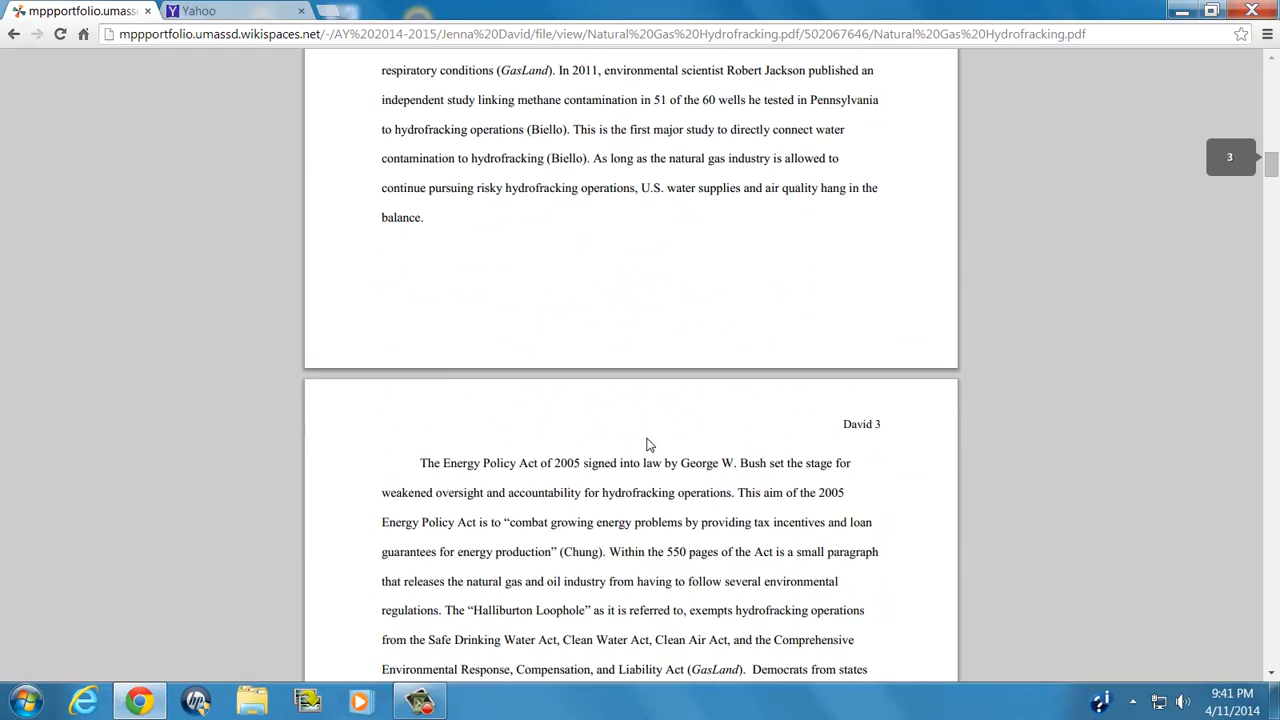 mppportfolio.umass
Yahoo
mppportfolio.umassd.wikispaces.net/-/AY%202014-2015/Jenna%20David/file/view/Natural%20Gas%20Hydrofracking.pdf/502067646/Natural%20Gas%20Hydrofracking.pdf
respiratory conditions (GasLand). In 2011, environmental scientist Robert Jackson published an
independent study linking methane contamination in 51 of the 60 wells he tested in Pennsylvania
to hydrofracking operations (Biello). This is the first major study to directly connect water
contamination to hydrofracking (Biello). As long as the natural gas industry is allowed to
continue pursuing risky hydrofracking operations, U.S. water supplies and air quality hang in the
balance.
3
David 3
The Energy Policy Act of 2005 signed into law by George W. Bush set the stage for
weakened oversight and accountability for hydrofracking operations. This aim of the 2005
Energy Policy Act is to “combat growing energy problems by providing tax incentives and loan
guarantees for energy production” (Chung). Within the 550 pages of the Act is a small paragraph
that releases the natural gas and oil industry from having to follow several environmental
regulations. The “Halliburton Loophole” as it is referred to, exempts hydrofracking operations
from the Safe Drinking Water Act, Clean Water Act, Clean Air Act, and the Comprehensive
Environmental Response, Compensation, and Liability Act (GasLand).  Democrats from states
9:41 PM
4/11/2014